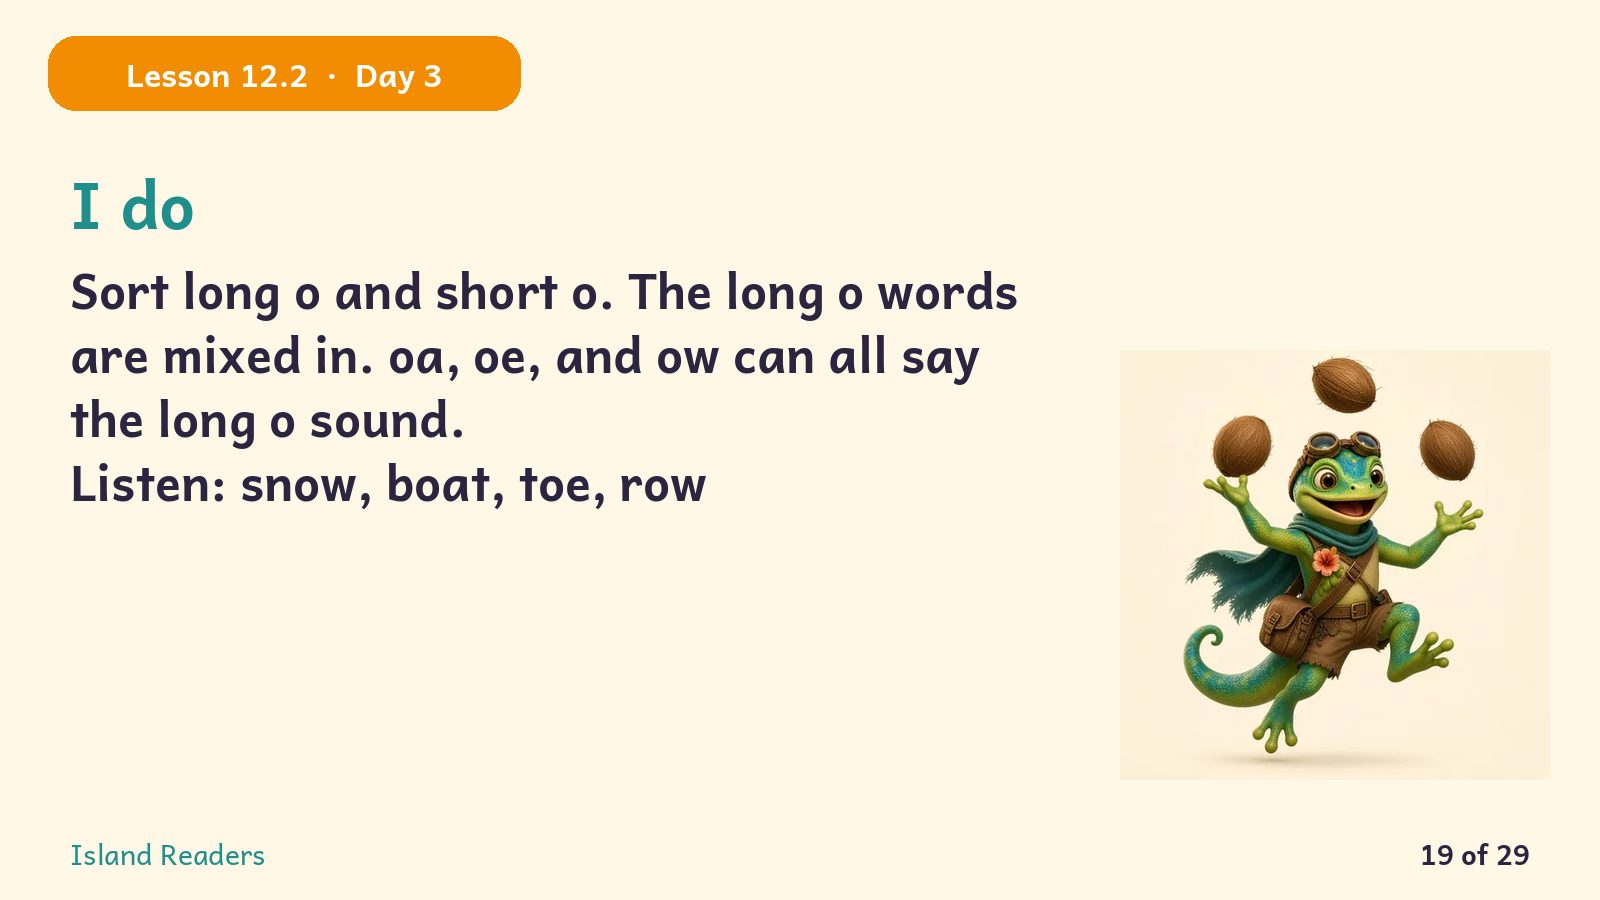 Lesson 12.2 · Day 3
I do
Sort long o and short o. The long o words
are mixed in. oa, oe, and ow can all say
the long o sound.
Listen: snow, boat, toe, row
Island Readers
19 of 29